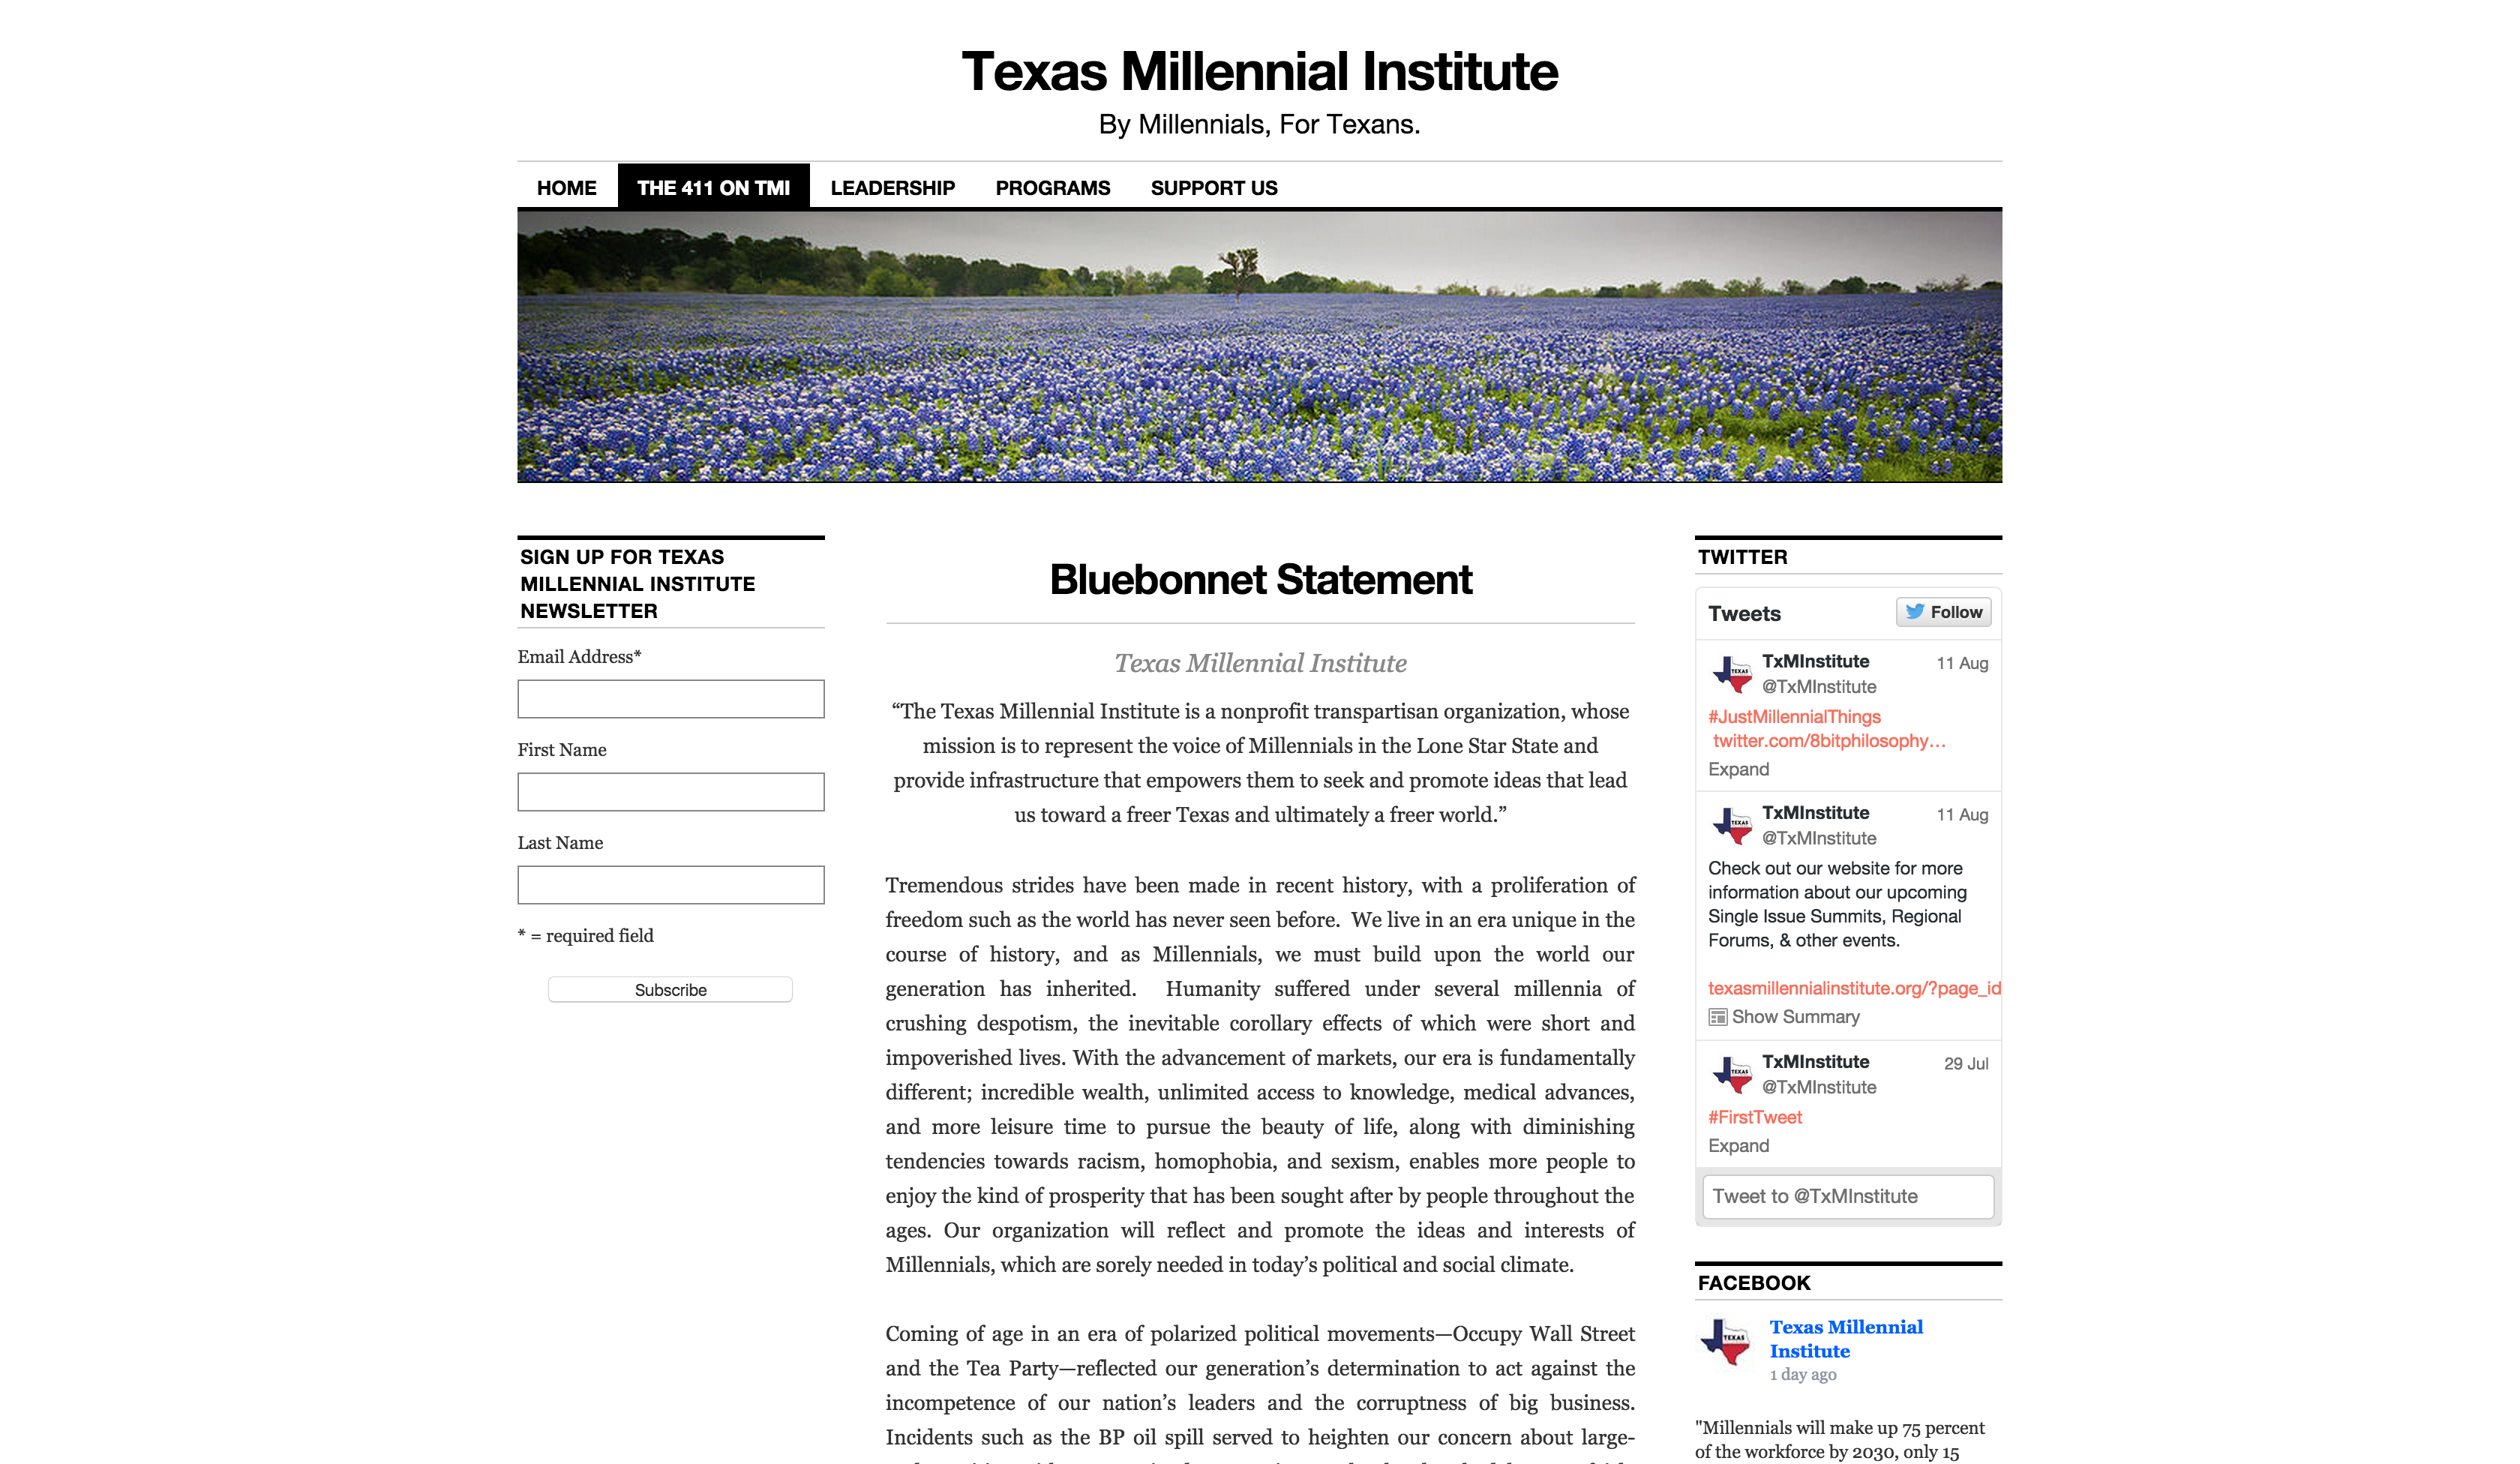 Texas Millennial Institute
By Millennials, For Texans.
HOME THE 411 ON TMI LEADERSHIP PROGRAMS SUPPORT US
SIGN UP FOR TEXAS
MILLENNIAL INSTITUTE
NEWSLETTER
Email Address*
First Name
Last Name
* = required field
Subscribe
Bluebonnet Statement
Texas Millennial Institute
“The Texas Millennial Institute is a nonprofit transpartisan organization, whose
mission is to represent the voice of Millennials in the Lone Star State and
provide infrastructure that empowers them to seek and promote ideas that lead
us toward a freer Texas and ultimately a freer world.”
Tremendous strides have been made in recent history, with a proliferation of
freedom such as the world has never seen before. We live in an era unique in the
course of history, and as Millennials, we must build upon the world our
generation has inherited. Humanity suffered under several millennia of
crushing despotism, the inevitable corollary effects of which were short and
impoverished lives. With the advancement of markets, our era is fundamentally
different; incredible wealth, unlimited access to knowledge, medical advances,
and more leisure time to pursue the beauty of life, along with diminishing
tendencies towards racism, homophobia, and sexism, enables more people to
enjoy the kind of prosperity that has been sought after by people throughout the
ages. Our organization will reflect and promote the ideas and interests of
Millennials, which are sorely needed in today’s political and social climate.
Coming of age in an era of polarized political movements—Occupy Wall Street
and the Tea Party—reflected our generation’s determination to act against the
incompetence of our nation’s leaders and the corruptness of big business.
Incidents such as the BP oil spill served to heighten our concern about large-
TWITTER
Tweets
Follow
TEXAS
TxMInstitute 11 Aug
@TxMInstitute
#JustMillennialThings
twitter.com/8bitphilosophy…
Expand
TEXAS
TxMInstitute 11 Aug
@TxMInstitute
Check out our website for more
information about our upcoming
Single Issue Summits, Regional
Forums, & other events.
texasmillennialinstitute.org/?page_id
Show Summary
TEXAS
TxMInstitute 29 Jul
@TxMInstitute
#FirstTweet
Expand
Tweet to @TxMInstitute
FACEBOOK
TEXAS
Texas Millennial
Institute
1 day ago
"Millennials will make up 75 percent
of the workforce by 2030, only 15